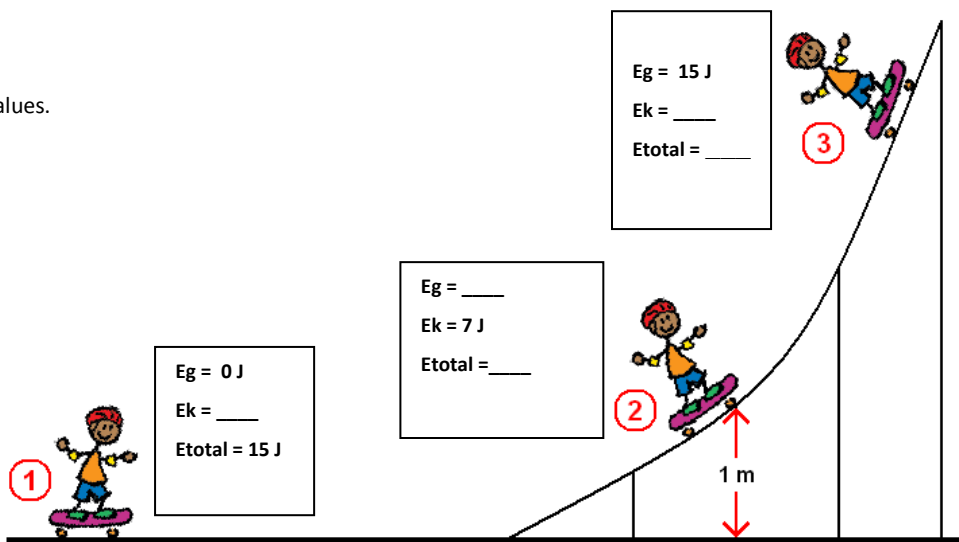 alues.
Eg = 15 J
Ek = ____
Etotal = _____
3
Eg = ____
Ek = 7 J
Etotal =____
2
1 m
Eg = 0 J
Ek = ____
Etotal = 15 J
1